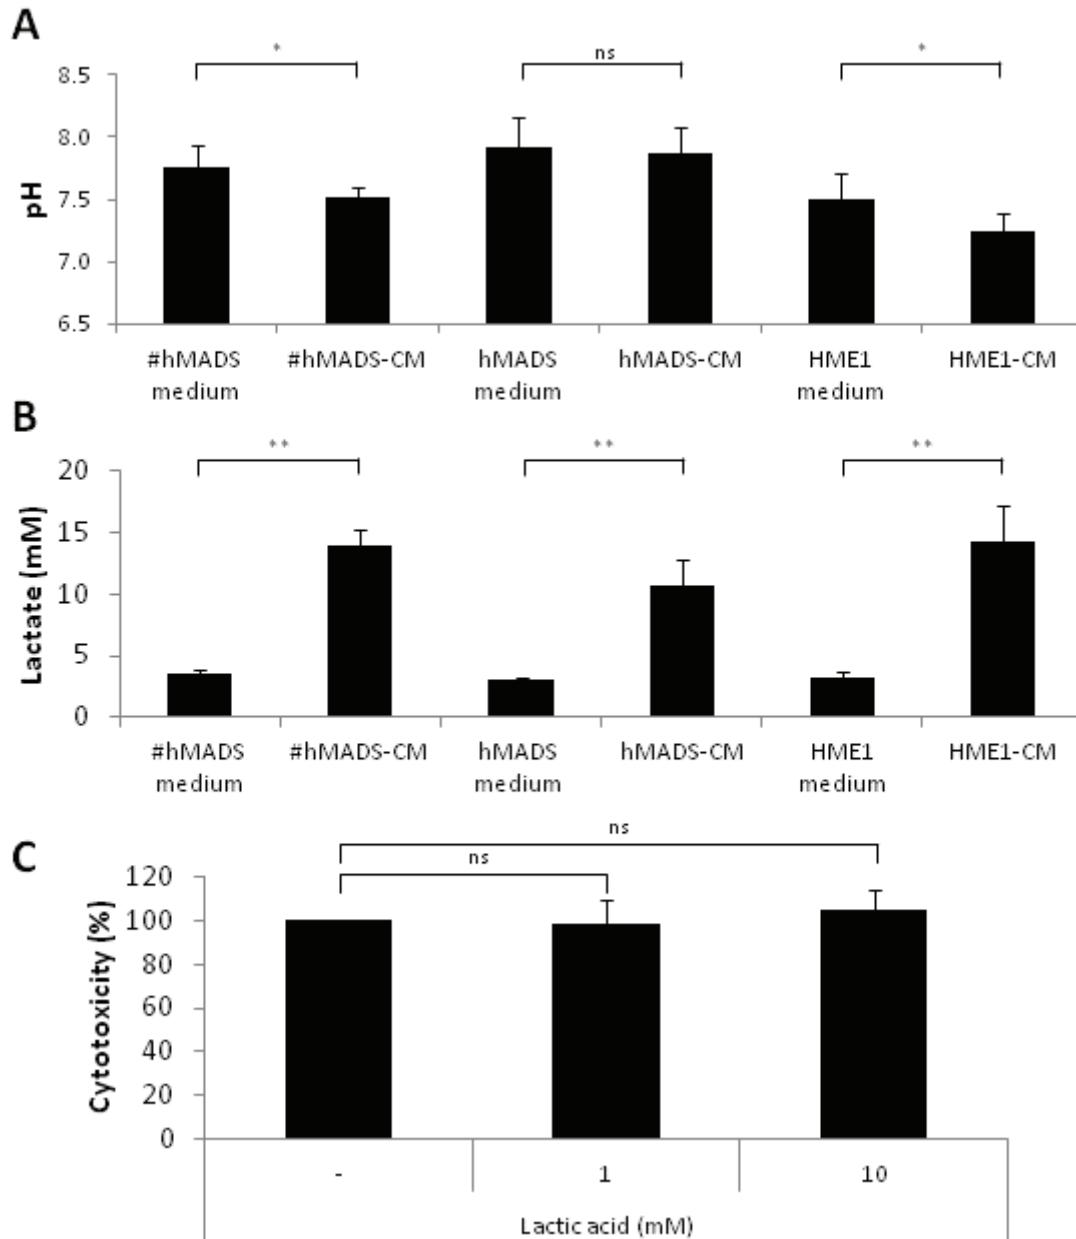 A
* ns *
8.5
8.0
7.5
7.0
6.5
pH
#hMADS #hMADS-CM hMADS hMADS-CM HME1 HME1-CM
medium medium medium
B
** ** **
20
15
10
5
0
Lactate (mM)
#hMADS #hMADS-CM hMADS hMADS-CM HME1 HME1-CM
medium medium medium
C
ns
ns
120
100
80
60
40
20
0
Cytotoxicity (%)
- 1 10
Lactic acid (mM)